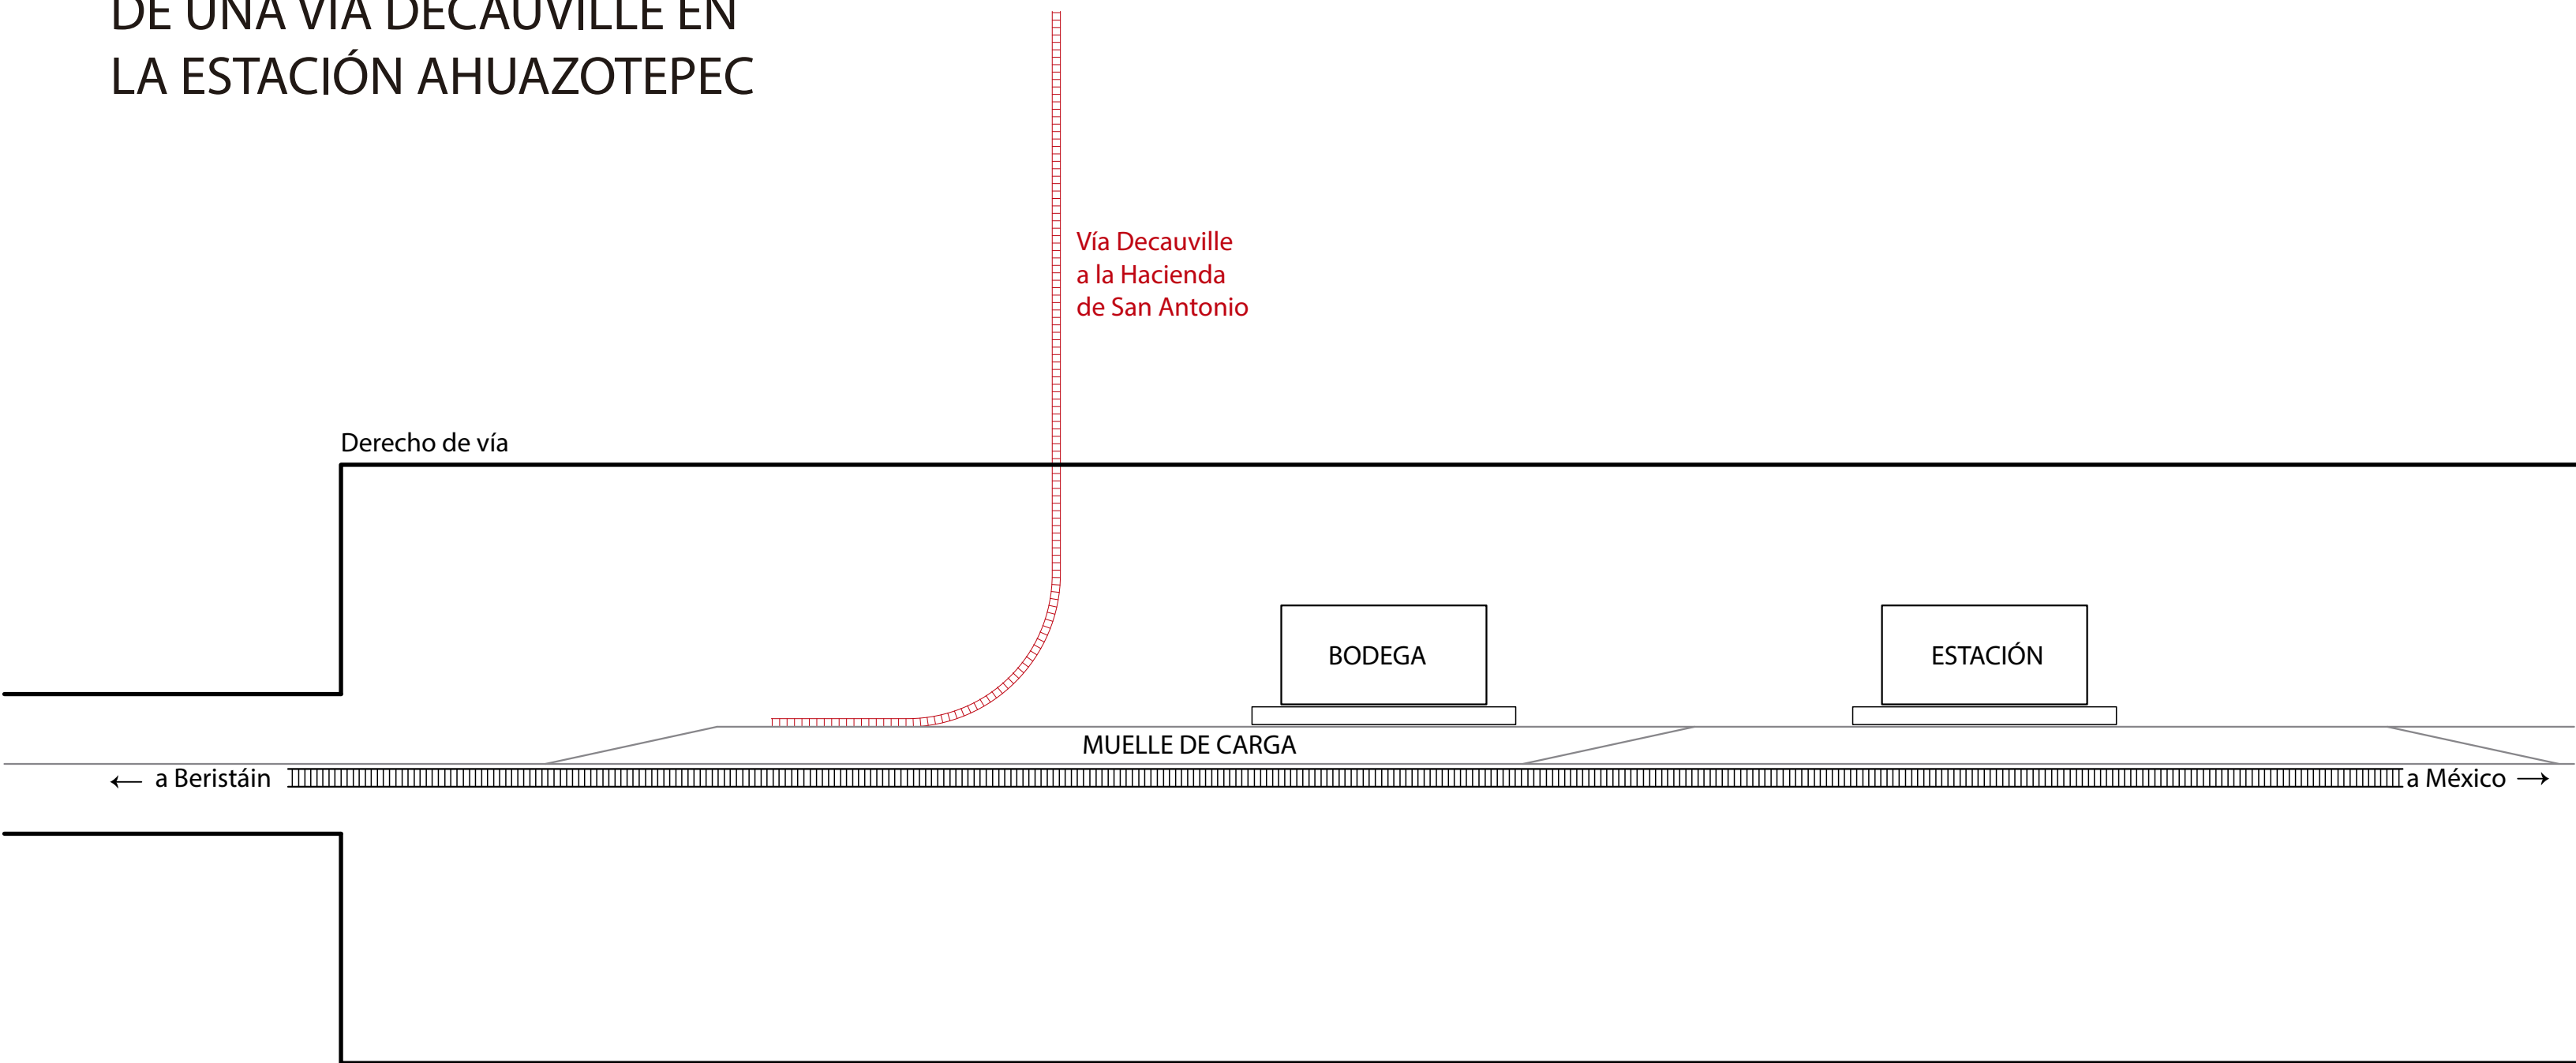 DE UNA VÍA DECAUVILLE EN
LA ESTACIÓN AHUAZOTEPEC
Vía Decauville
a la Hacienda
de San Antonio
Derecho de vía
BODEGA
ESTACIÓN
MUELLE DE CARGA
← a Beristáin
a México →